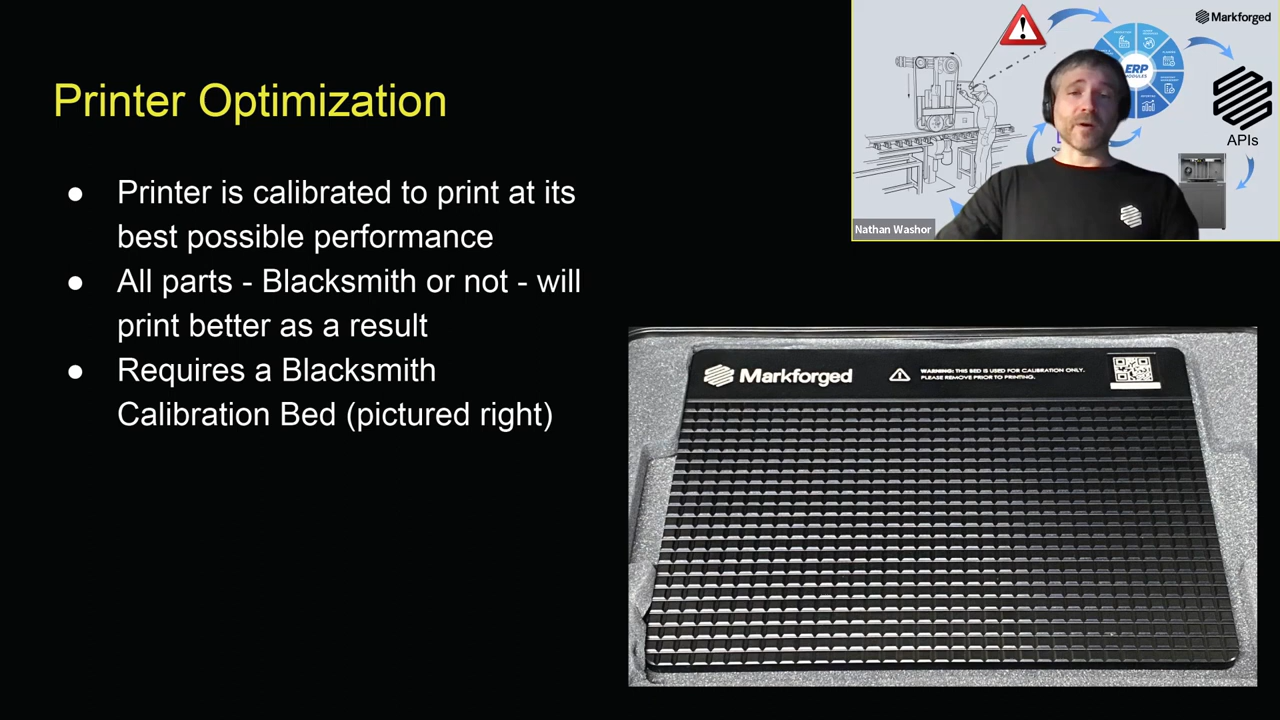 Printer Optimization
● Printer is calibrated to print at its
best possible performance
● All parts - Blacksmith or not - will
print better as a result
● Requires a Blacksmith
Calibration Bed (pictured right)
Markforged
ERP
MODULES
APIs
Nathan Washor
Markforged
WARNING: THIS BED IS USED FOR CALIBRATION ONLY.
PLEASE REMOVE PRIOR TO PRINTING.